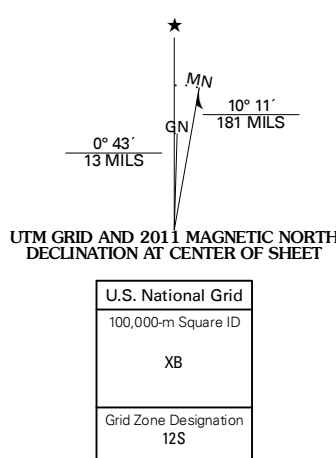 MN
GN
10° 11´
181 MILS
0° 43´
13 MILS
UTM GRID AND 2011 MAGNETIC NORTH
DECLINATION AT CENTER OF SHEET
U.S. National Grid
100,000-m Square ID
XB
Grid Zone Designation
12S